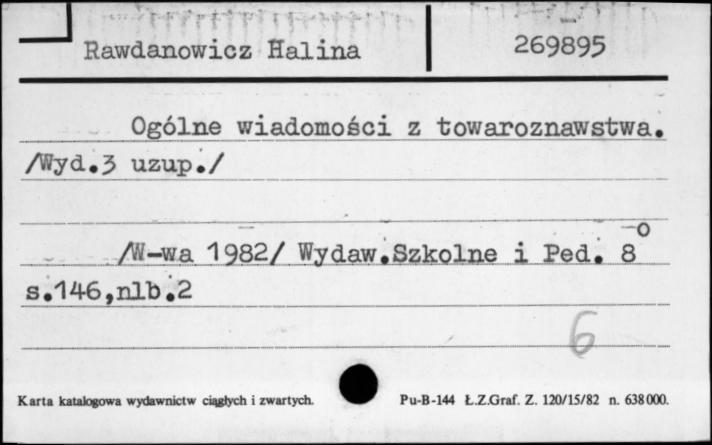 Rawdanowicz Halina 269895
Ogólne wiadomości z towaroznawstwa.
/Wyd.3 uzup./
/W-wa 1982/ Wydaw.Szkolne i Ped. 8o
s.146,nlb.2
6
Karta katalogowa wydawnictw ciągłych i zwartych. Pu-B-144 Ł.Z.Graf. Z. 120/15/82 n. 638000.